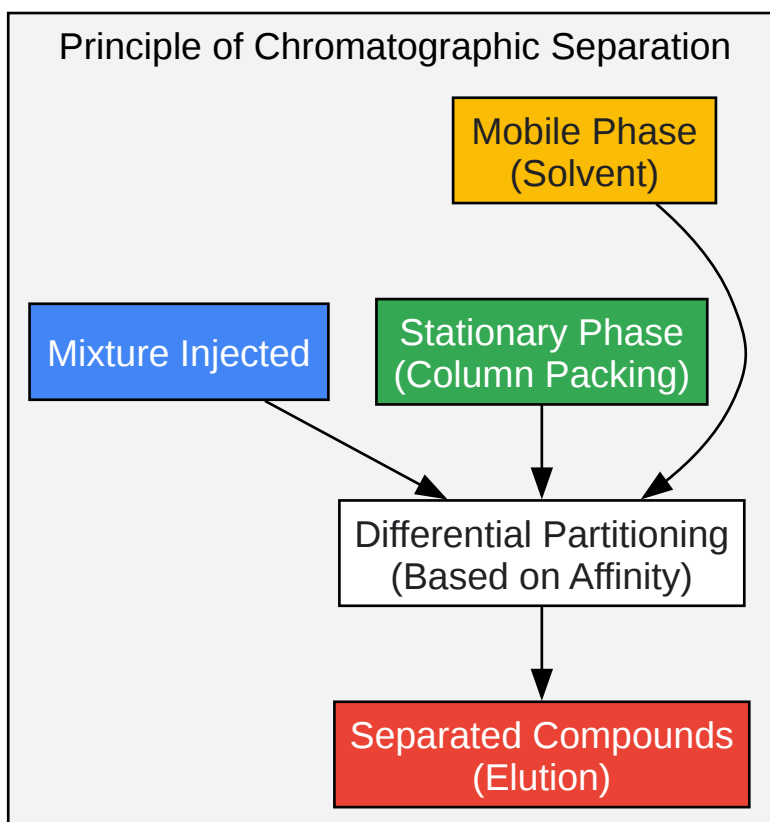 Principle of Chromatographic Separation
Mobile Phase
(Solvent)
Mixture Injected
Stationary Phase
(Column Packing)
Differential Partitioning
(Based on Affinity)
Separated Compounds
(Elution)